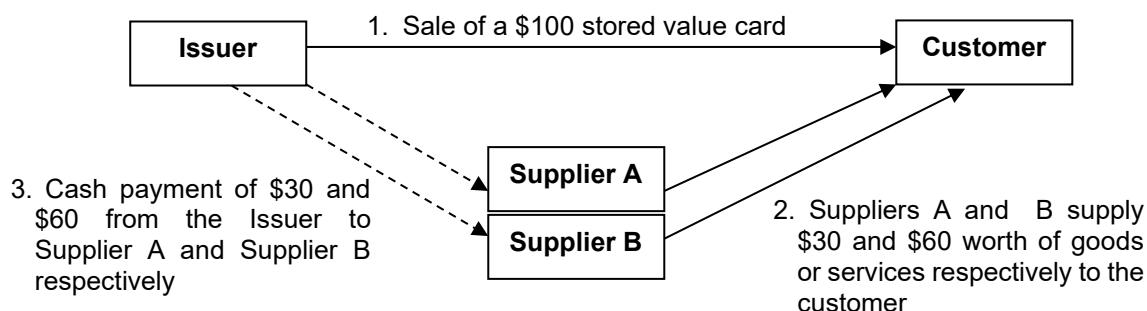 1. Sale of a $100 stored value card
Issuer
Customer
Supplier A
Supplier B
3. Cash payment of $30 and
$60 from the Issuer to
Supplier A and Supplier B
respectively
2. Suppliers A and B supply
$30 and $60 worth of goods
or services respectively to the
customer